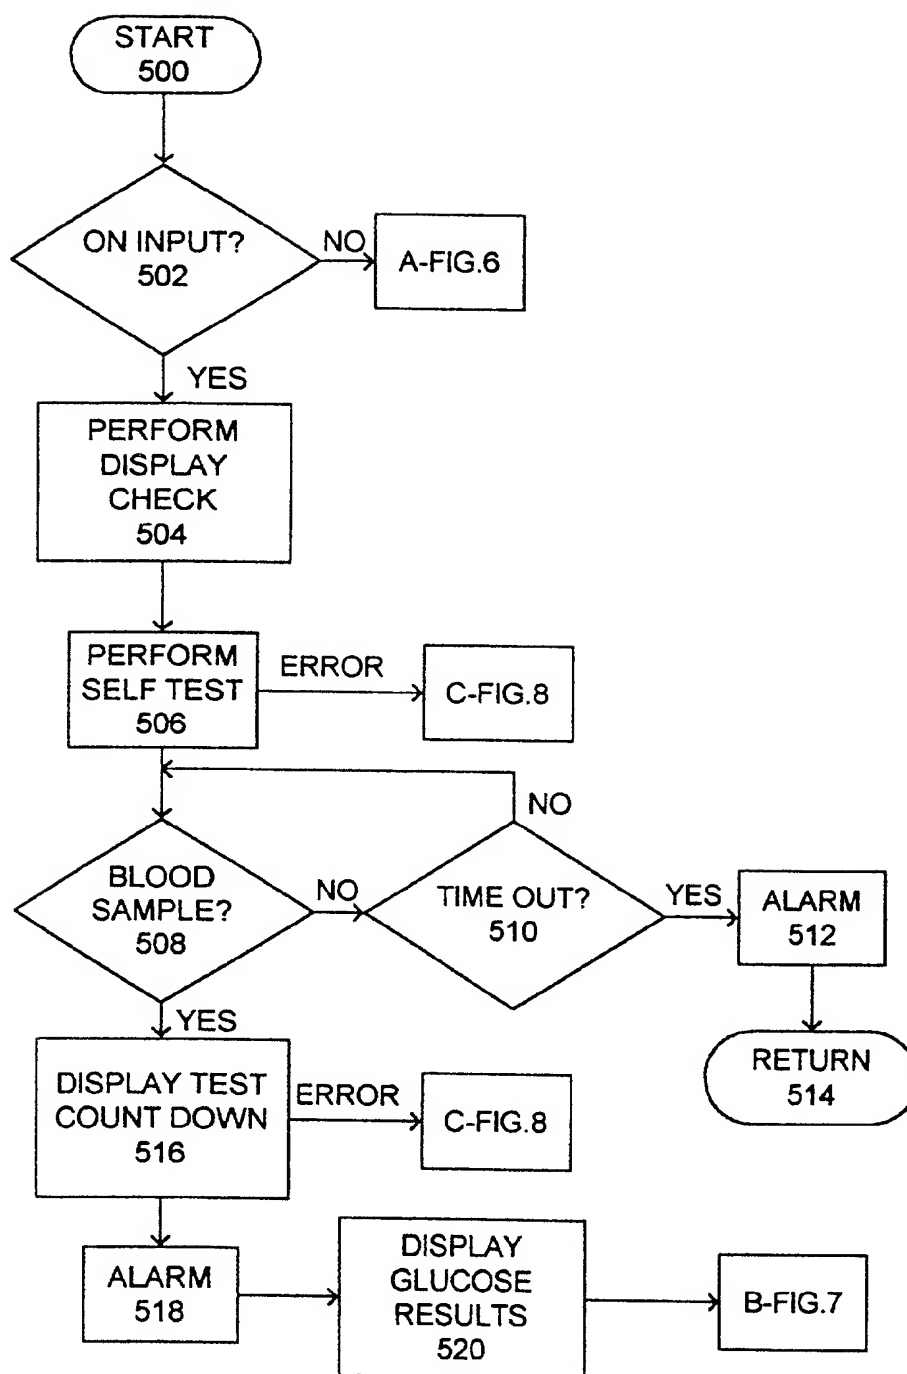 START
500
ON INPUT?
502
NO
A-FIG.6
YES
PERFORM
DISPLAY
CHECK
504
PERFORM
SELF TEST
506
ERROR
C-FIG.8
NO
BLOOD
SAMPLE?
508
NO
TIME OUT?
510
YES
ALARM
512
RETURN
514
YES
DISPLAY TEST
COUNT DOWN
516
ERROR
C-FIG.8
ALARM
518
DISPLAY
GLUCOSE
RESULTS
520
B-FIG.7